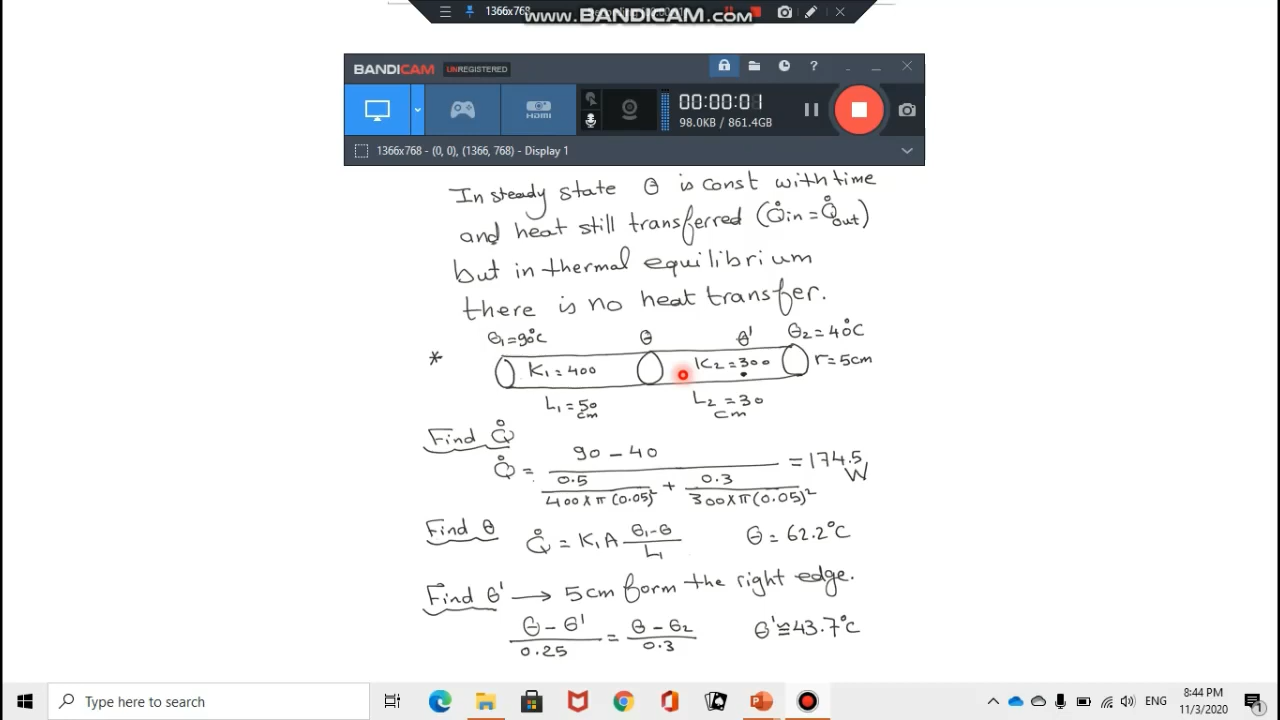 1366x768
www.BANDICAM.com
BANDICAM UNREGISTERED
?
HDMI
00:00:01
98.0KB / 861.4GB
1366x768 - (0, 0), (1366, 768) - Display 1
In steady state θ is const with time
and heat still transferred (Q̊in = Q̊out)
but in thermal equilibrium
there is no heat transfer.
θ1=90°C θ θ' θ2=40°C
* K1=400 K2=300 r=5cm
L1=50 cm L2=30 cm
Find Q̊
Q̊ = (90 - 40) / (0.5 / (400 x π (0.05)²) + 0.3 / (300 x π (0.05)²)) = 174.5 W
Find θ Q̊ = K1 A (θ1-θ) / L1 θ = 62.2°C
Find θ' → 5cm form the right edge.
(θ - θ') / 0.25 = (θ - θ2) / 0.3 θ' ≅ 43.7°C
Type here to search
ENG
8:44 PM
11/3/2020
1